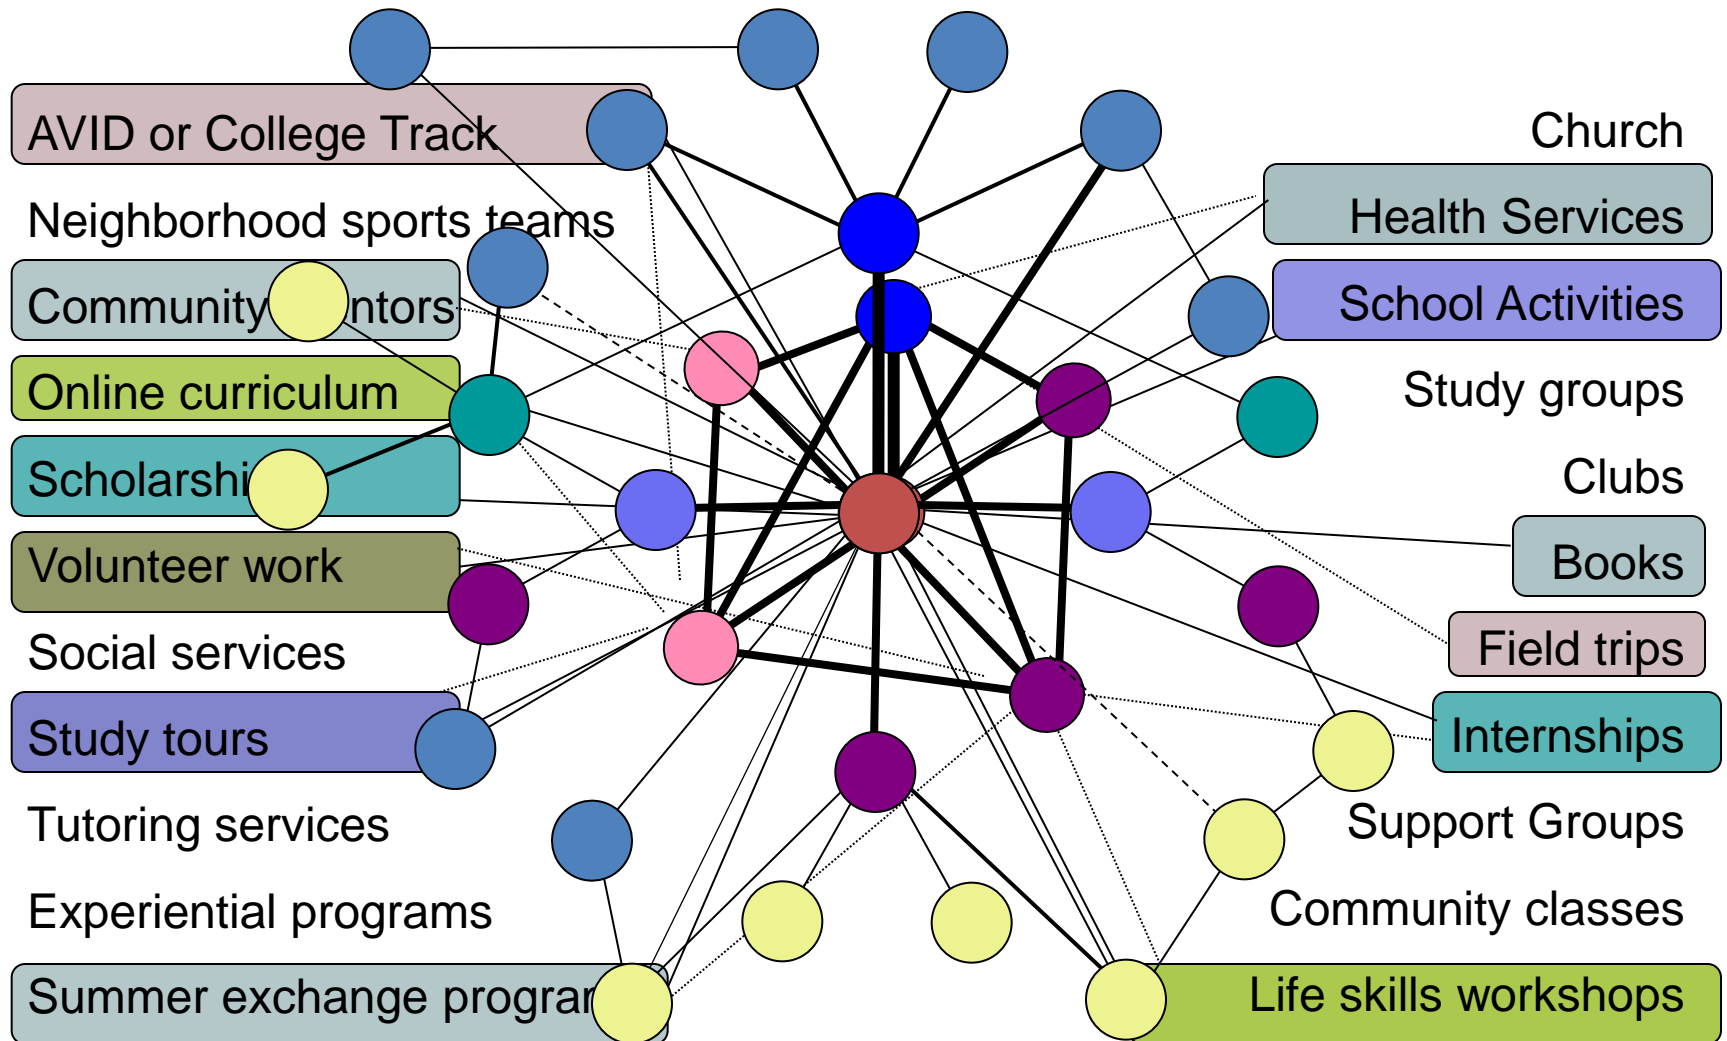 AVID or College Track
Neighborhood sports teams
Community ntors
Online curriculum
Scholarshi
Volunteer work
Social services
Study tours
Tutoring services
Experiential programs
Summer exchange program
Church
Health Services
School Activities
Study groups
Clubs
Books
Field trips
Internships
Support Groups
Community classes
Life skills workshops